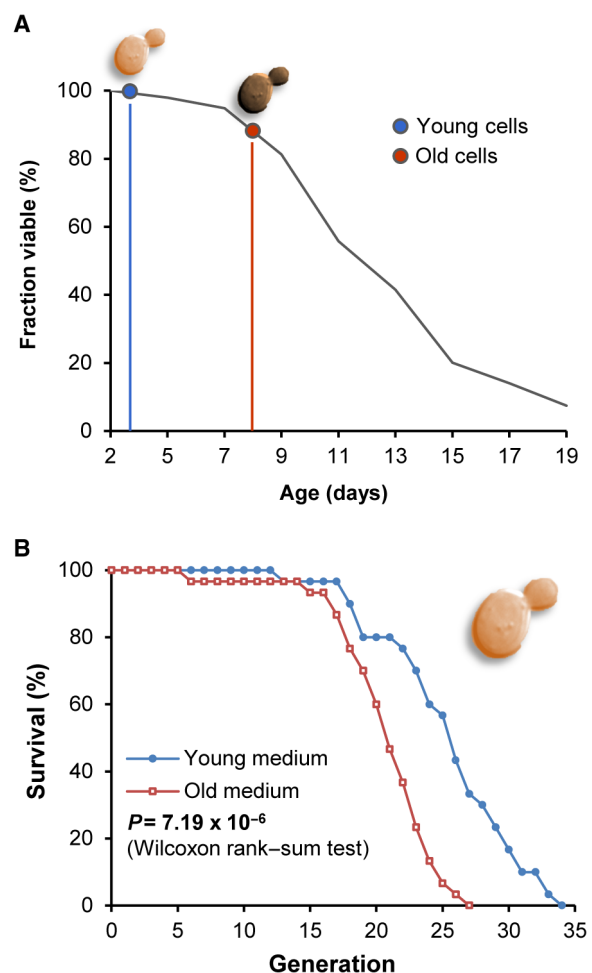 A
100
80
60
40
20
0
Fraction viable (%)
Young cells
Old cells
2 5 7 9 11 13 15 17 19
Age (days)
B
100
80
60
40
20
0
Survival (%)
Young medium
Old medium
P= 7.19 x 10⁻⁶
(Wilcoxon rank–sum test)
0 5 10 15 20 25 30 35
Generation